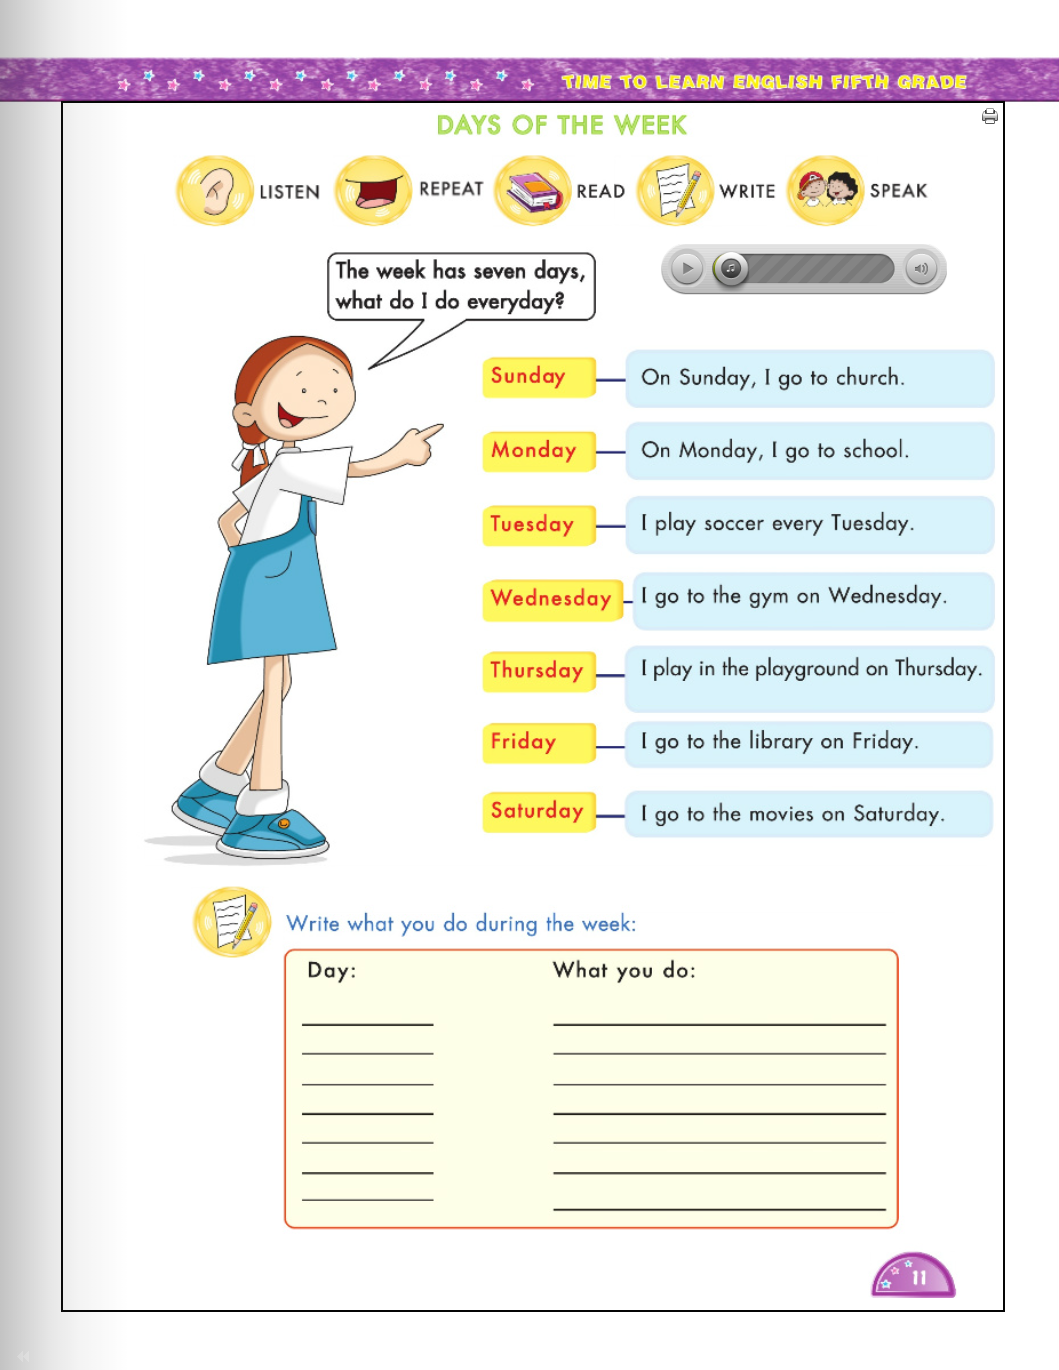 TIME TO LEARN ENGLISH FIFTH GRADE
DAYS OF THE WEEK
LISTEN REPEAT READ WRITE SPEAK
The week has seven days,
what do I do everyday?
Sunday On Sunday, I go to church.
Monday On Monday, I go to school.
Tuesday I play soccer every Tuesday.
Wednesday I go to the gym on Wednesday.
Thursday I play in the playground on Thursday.
Friday I go to the library on Friday.
Saturday I go to the movies on Saturday.
Write what you do during the week:
Day: What you do:
11